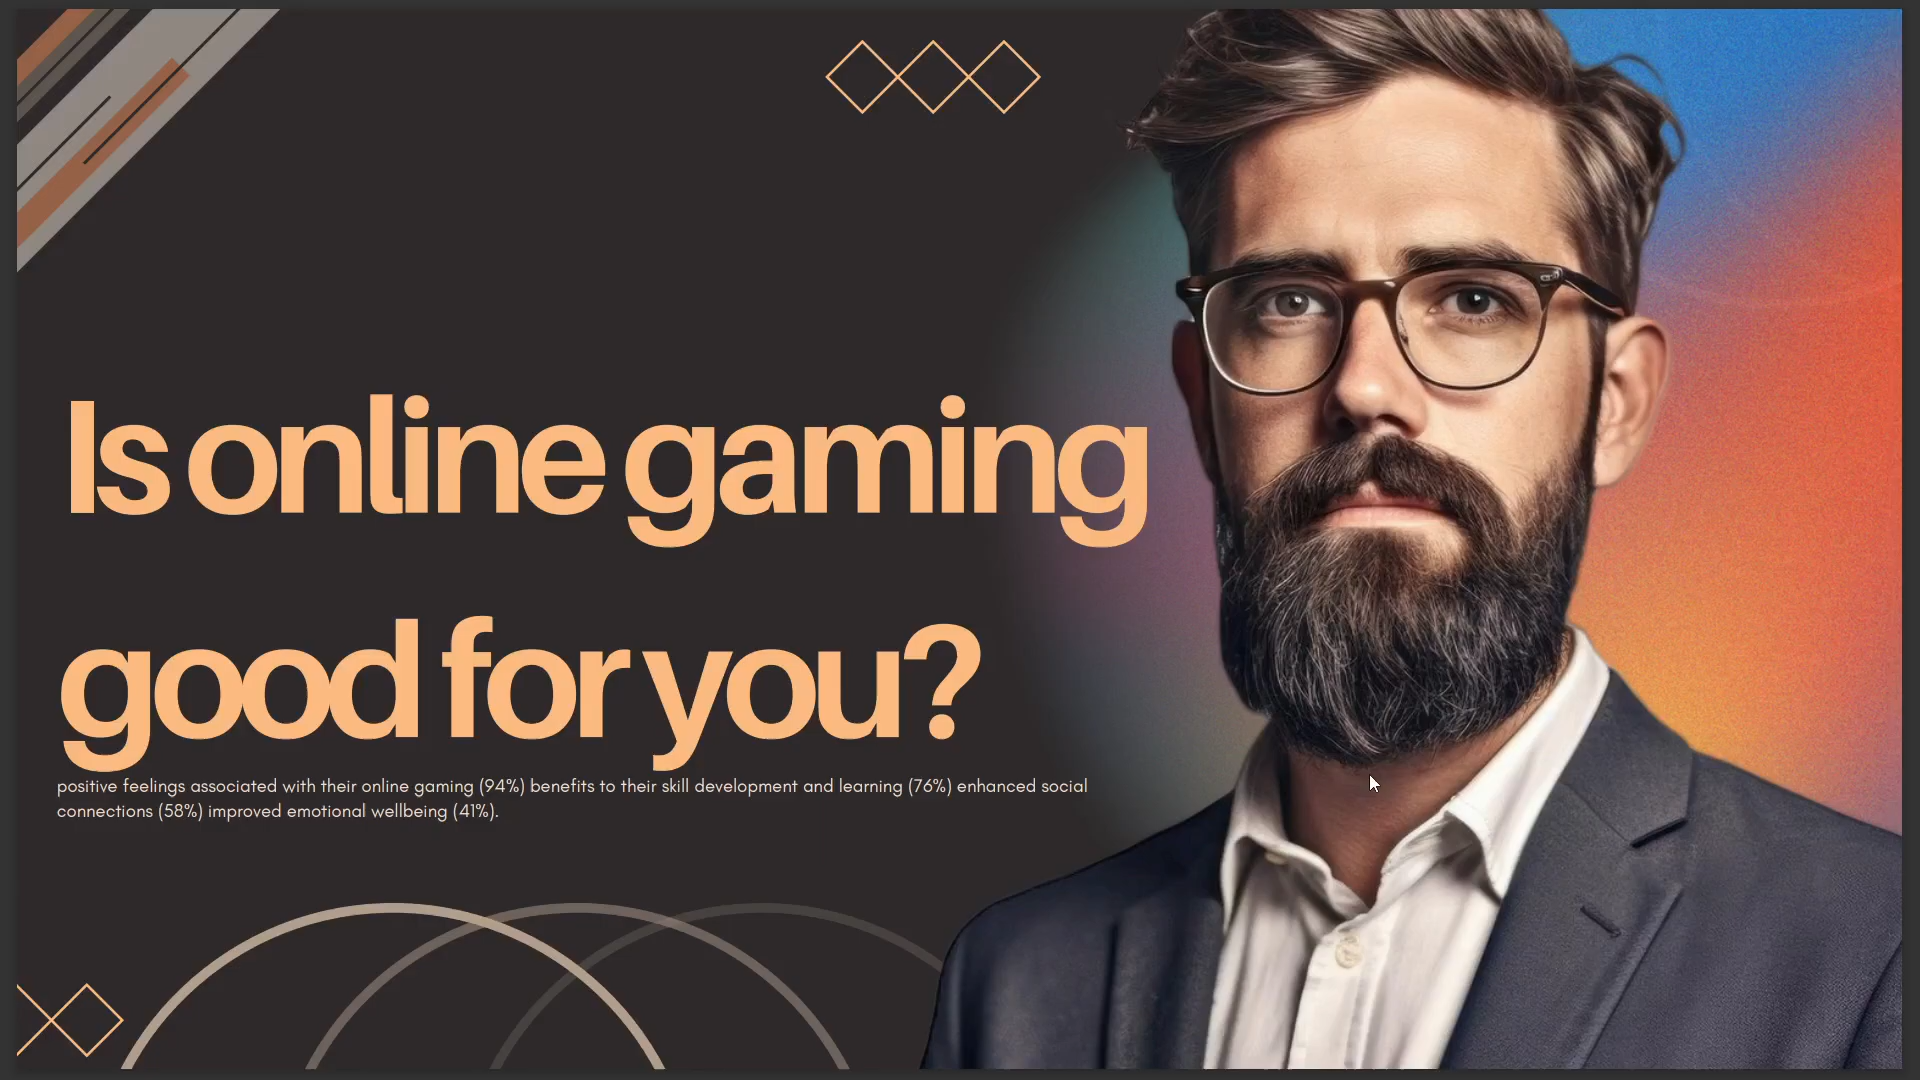 Is online gaming
good for you?
positive feelings associated with their online gaming (94%) benefits to their skill development and learning (76%) enhanced social
connections (58%) improved emotional wellbeing (41%).